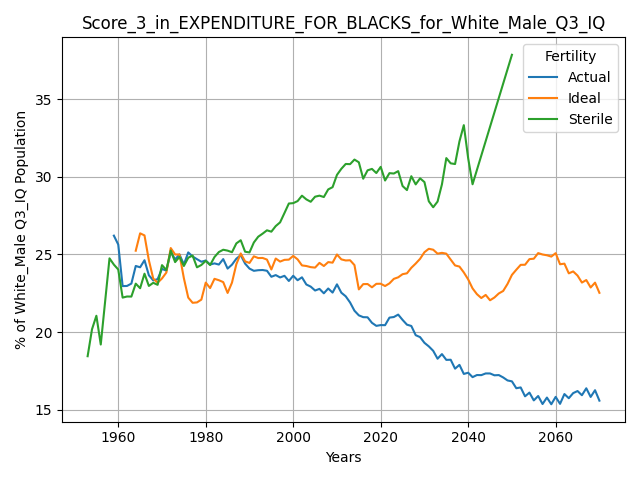 Score_3_in_EXPENDITURE_FOR_BLACKS_for_White_Male_Q3_IQ
Fertility
Actual
Ideal
Sterile
% of White_Male Q3_IQ Population
35
30
25
20
15
1960
1980
2000
2020
2040
2060
Years